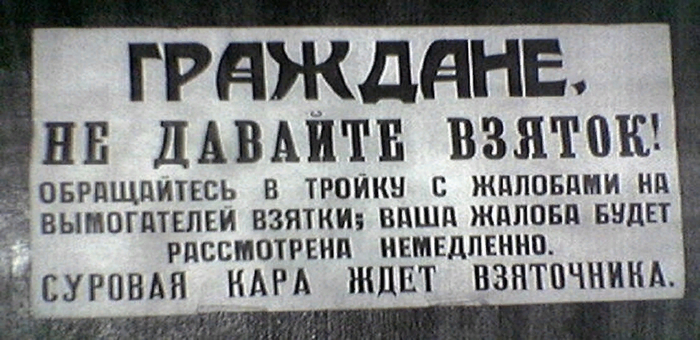 ГРАЖДАНЕ,
НЕ ДАВАЙТЕ ВЗЯТОК!
ОБРАЩАЙТЕСЬ В ТРОЙКУ С ЖАЛОБАМИ НА
ВЫМОГАТЕЛЕЙ ВЗЯТКИ; ВАША ЖАЛОБА БУДЕТ
РАССМОТРЕНА НЕМЕДЛЕННО.
СУРОВАЯ КАРА ЖДЕТ ВЗЯТОЧНИКА.